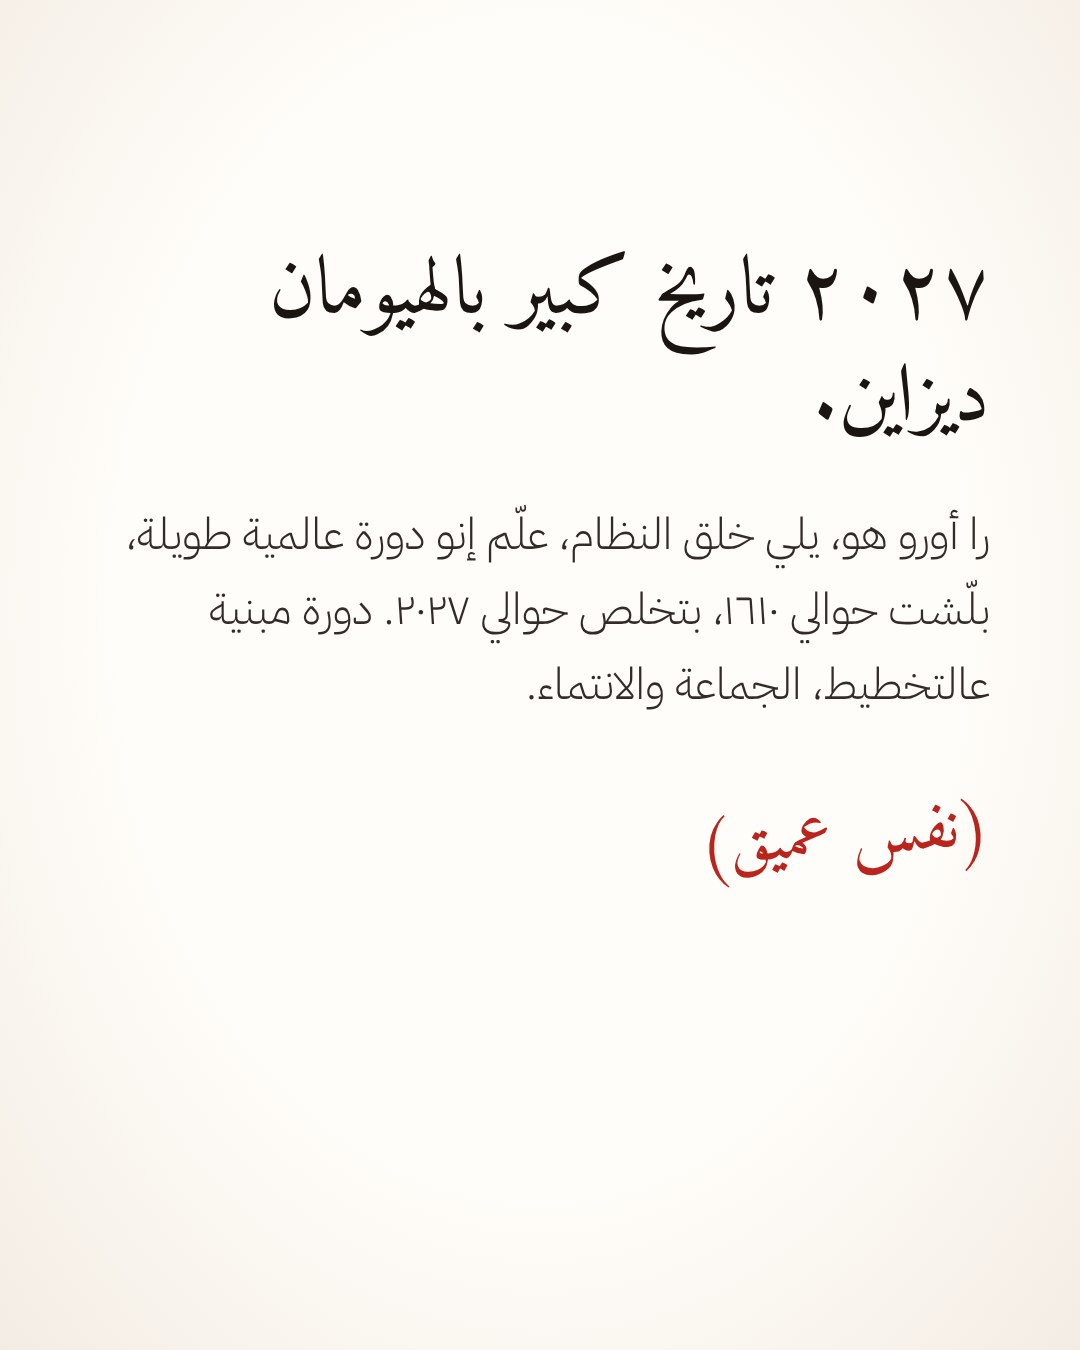 ٢٠٢٧ تاريخ كبير بالهيومان
ديزاين.
را أورو هو، يلي خلق النظام، علّم إنو دورة عالمية طويلة،
بلّشت حوالي ١٦١٠، بتخلص حوالي ٢٠٢٧. دورة مبنية
عالتخطيط، الجماعة والانتماء.
(نفس عميق)